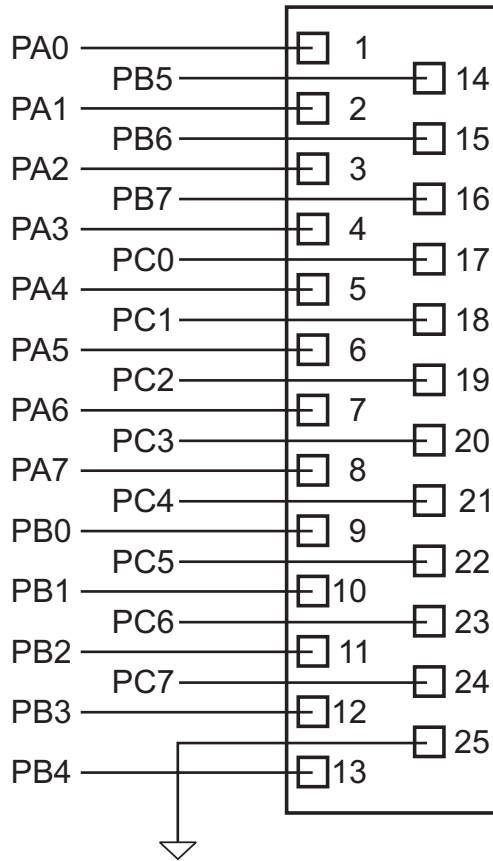 PA0 1
PB5 14
PA1 2
PB6 15
PA2 3
PB7 16
PA3 4
PC0 17
PA4 5
PC1 18
PA5 6
PC2 19
PA6 7
PC3 20
PA7 8
PC4 21
PB0 9
PC5 22
PB1 10
PC6 23
PB2 11
PC7 24
PB3 12
25
PB4 13